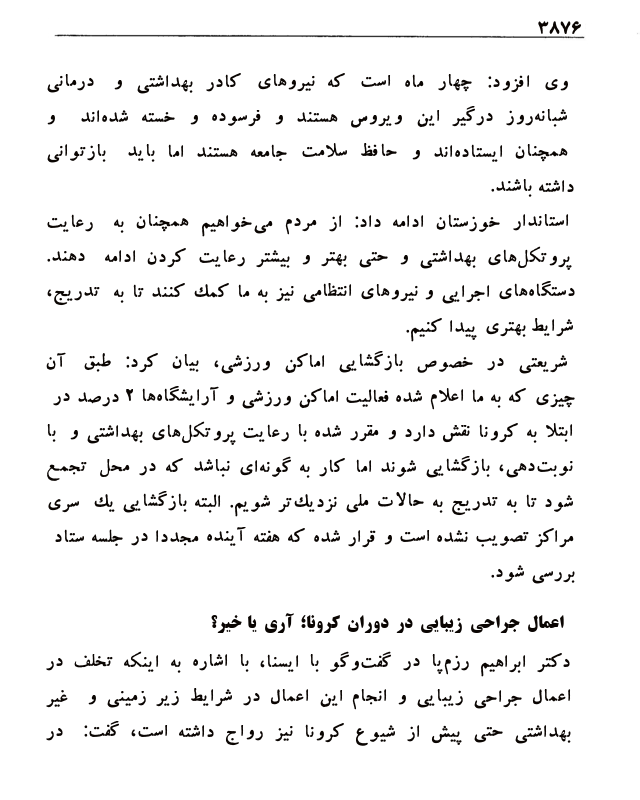 ۳۸۷۶
وی افزود: چهار ماه است که نیروهای کادر بهداشتی و درمانی
شبانه‌روز درگیر این ویروس هستند و فرسوده و خسته شده‌اند و
همچنان ایستاده‌اند و حافظ سلامت جامعه هستند اما باید بازتوانی
داشته باشند.
استاندار خوزستان ادامه داد: از مردم می‌خواهیم همچنان به رعایت
پروتکل‌های بهداشتی و حتی بهتر و بیشتر رعایت کردن ادامه دهند.
دستگاه‌های اجرایی و نیروهای انتظامی نیز به ما کمك کنند تا به تدریج،
شرایط بهتری پیدا کنیم.
شریعتی در خصوص بازگشایی اماکن ورزشی، بیان کرد: طبق آن
چیزی که به ما اعلام شده فعالیت اماکن ورزشی و آرایشگاه‌ها ۲ درصد در
ابتلا به کرونا نقش دارد و مقرر شده با رعایت پروتکل‌های بهداشتی و با
نوبت‌دهی، بازگشایی شوند اما کار به گونه‌ای نباشد که در محل تجمع
شود تا به تدریج به حالات ملی نزدیك‌تر شویم. البته بازگشایی یك سری
مراکز تصویب نشده است و قرار شده که هفته آینده مجددا در جلسه ستاد
بررسی شود.
اعمال جراحی زیبایی در دوران کرونا؛ آری یا خیر؟
دکتر ابراهیم رزم‌پا در گفت‌وگو با ایسنا، با اشاره به اینکه تخلف در
اعمال جراحی زیبایی و انجام این اعمال در شرایط زیر زمینی و غیر
بهداشتی حتی پیش از شیوع کرونا نیز رواج داشته است، گفت: در